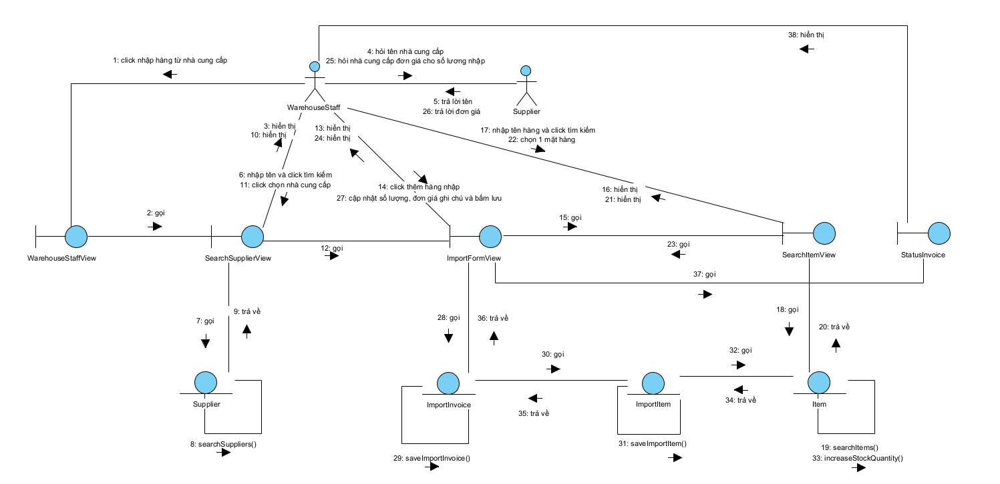 38: hiển thị
4: hỏi tên nhà cung cấp
1: click nhập hàng từ nhà cung cấp
25: hỏi nhà cung cấp đơn giá cho số lương nhập
5: trả lời tên
26: trả lời đơn giá
WarehouseStaff
Supplier
3: hiển thị
10: hiển thị
13: hiển thị
24: hiển thị
17: nhập tên hàng và click tìm kiếm
22: chọn 1 mặt hàng
6: nhập tên và click tìm kiếm
11: click chọn nhà cung cấp
14: click thêm hàng nhập
27: cập nhật số lượng, đơn giá ghi chú và bấm lưu
16: hiển thị
21: hiển thị
2: gọi
15: gọi
12: gọi
23: gọi
WarehouseStaffView
SearchSupplierView
ImportFormView
SearchItemView
StatusInvoice
37: gọi
9: trả về
7: gọi
28: gọi
36: trả về
18: gọi
20: trả về
30: gọi
32: gọi
Supplier
ImportInvoice
ImportItem
Item
35: trả về
34: trả về
8: searchSuppliers()
29: saveImportInvoice()
31: saveImportItem()
19: searchItems()
33: increaseStockQuantity()